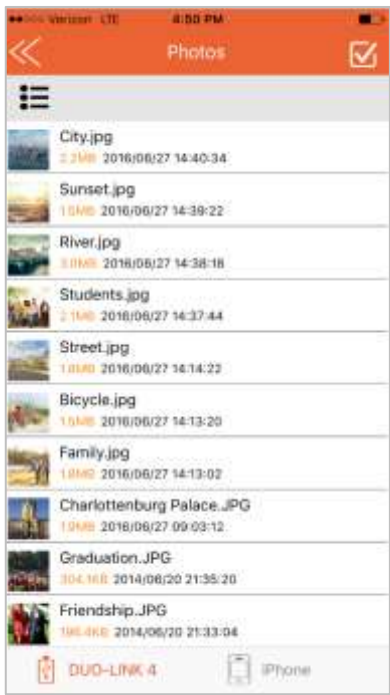 Verizon LTE 4:50 PM
Photos
City.jpg
2.2MB 2016/06/27 14:40:34
Sunset.jpg
1.5MB 2016/06/27 14:39:22
River.jpg
3.0MB 2016/06/27 14:38:18
Students.jpg
2.1MB 2016/06/27 14:37:44
Street.jpg
1.8MB 2016/06/27 14:14:22
Bicycle.jpg
1.5MB 2016/06/27 14:13:20
Family.jpg
1.8MB 2016/06/27 14:13:02
Charlottenburg Palace.JPG
1.9MB 2016/06/27 09:03:12
Graduation.JPG
304.1KB 2014/06/20 21:35:20
Friendship.JPG
2014/06/20 21:33:04
DUO-LINK 4 iPhone